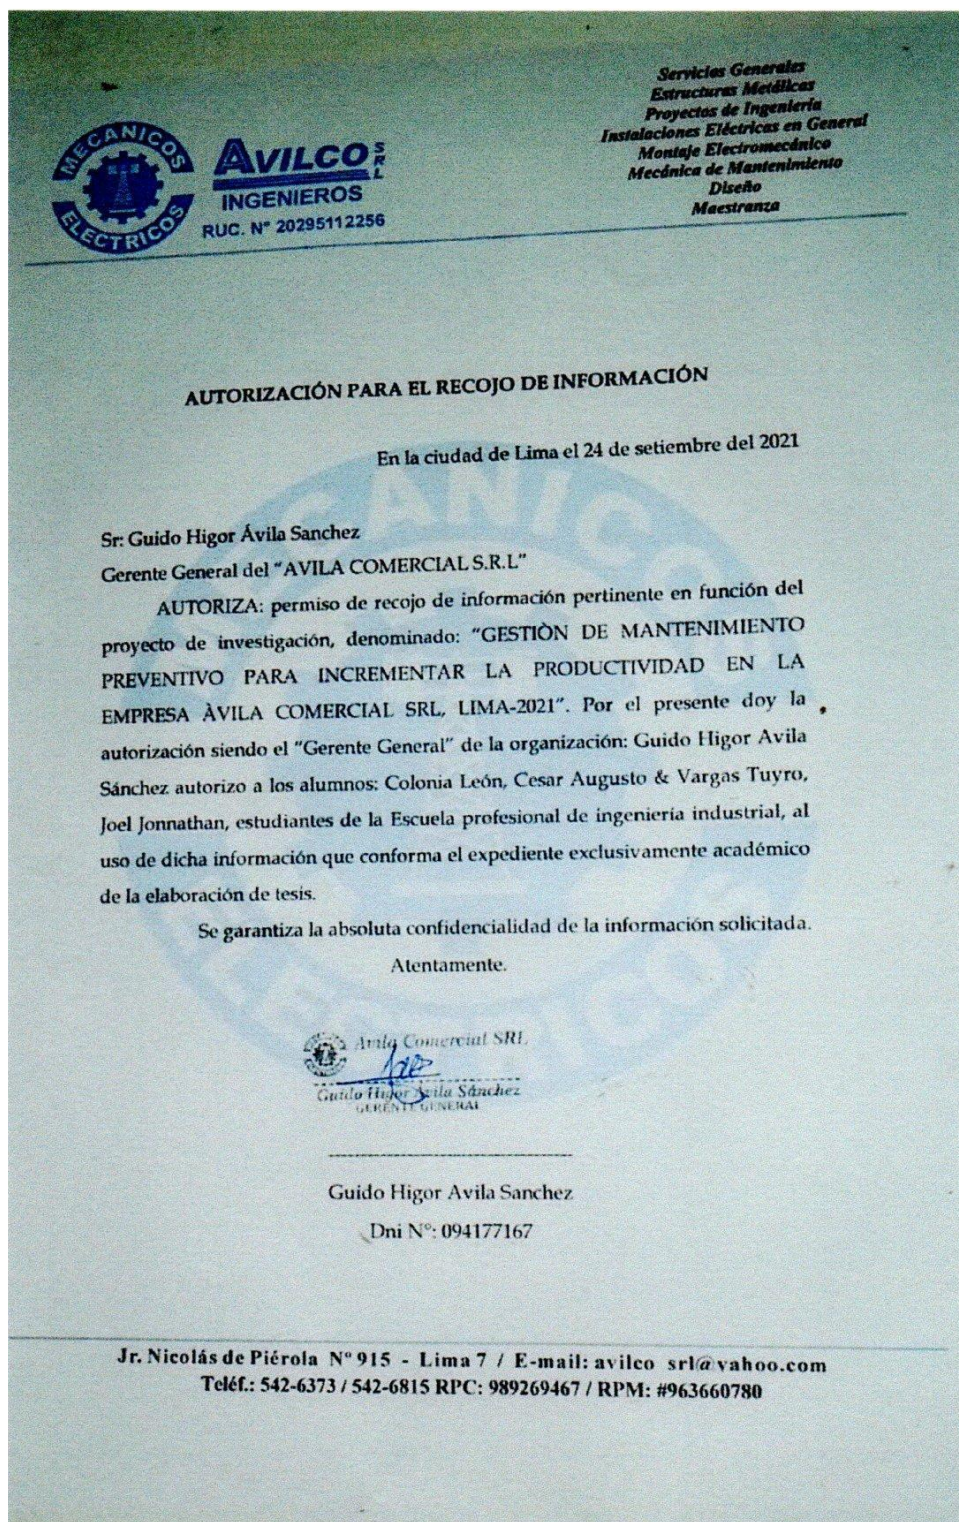 MECANICOS
ELECTRICOS
AVILCO SRL
INGENIEROS
RUC. N° 20295112256
Servicios Generales
Estructuras Metálicas
Proyectos de Ingeniería
Instalaciones Eléctricas en General
Montaje Electromecánico
Mecánica de Mantenimiento
Diseño
Maestranza
AUTORIZACIÓN PARA EL RECOJO DE INFORMACIÓN
En la ciudad de Lima el 24 de setiembre del 2021
Sr: Guido Higor Ávila Sanchez
Gerente General del "AVILA COMERCIAL S.R.L"
AUTORIZA: permiso de recojo de información pertinente en función del
proyecto de investigación, denominado: "GESTIÒN DE MANTENIMIENTO
PREVENTIVO PARA INCREMENTAR LA PRODUCTIVIDAD EN LA
EMPRESA ÀVILA COMERCIAL SRL, LIMA-2021". Por el presente doy la
autorización siendo el "Gerente General" de la organización: Guido Higor Avila
Sánchez autorizo a los alumnos: Colonia León, Cesar Augusto & Vargas Tuyro,
Joel Jonnathan, estudiantes de la Escuela profesional de ingeniería industrial, al
uso de dicha información que conforma el expediente exclusivamente académico
de la elaboración de tesis.
Se garantiza la absoluta confidencialidad de la información solicitada.
Atentamente.
Avila Comercial SRL
Guido Higor Avila Sánchez
GERENTE GENERAL
Guido Higor Avila Sanchez
Dni N°: 094177167
Jr. Nicolás de Piérola N° 915 - Lima 7 / E-mail: avilco srl@yahoo.com
Teléf.: 542-6373 / 542-6815 RPC: 989269467 / RPM: #963660780